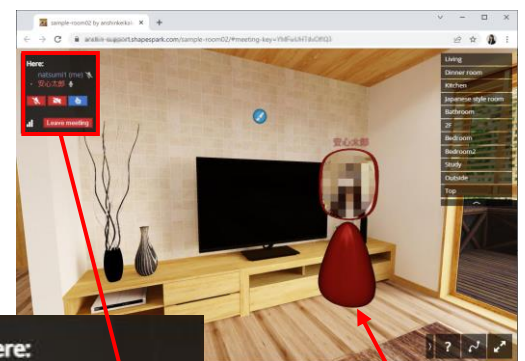 sample-room02 by anshinkeikak
andkin-support.shapespark.com/sample-room02/#meeting-key=
Here:
natsumi1 (me)
安心太郎
Leave meeting
安心太郎
Living
Dinner room
Kitchen
Japanese style room
Bathroom
2F
Bedroom
Bedroom2
Study
Outside
Top
?
ere: